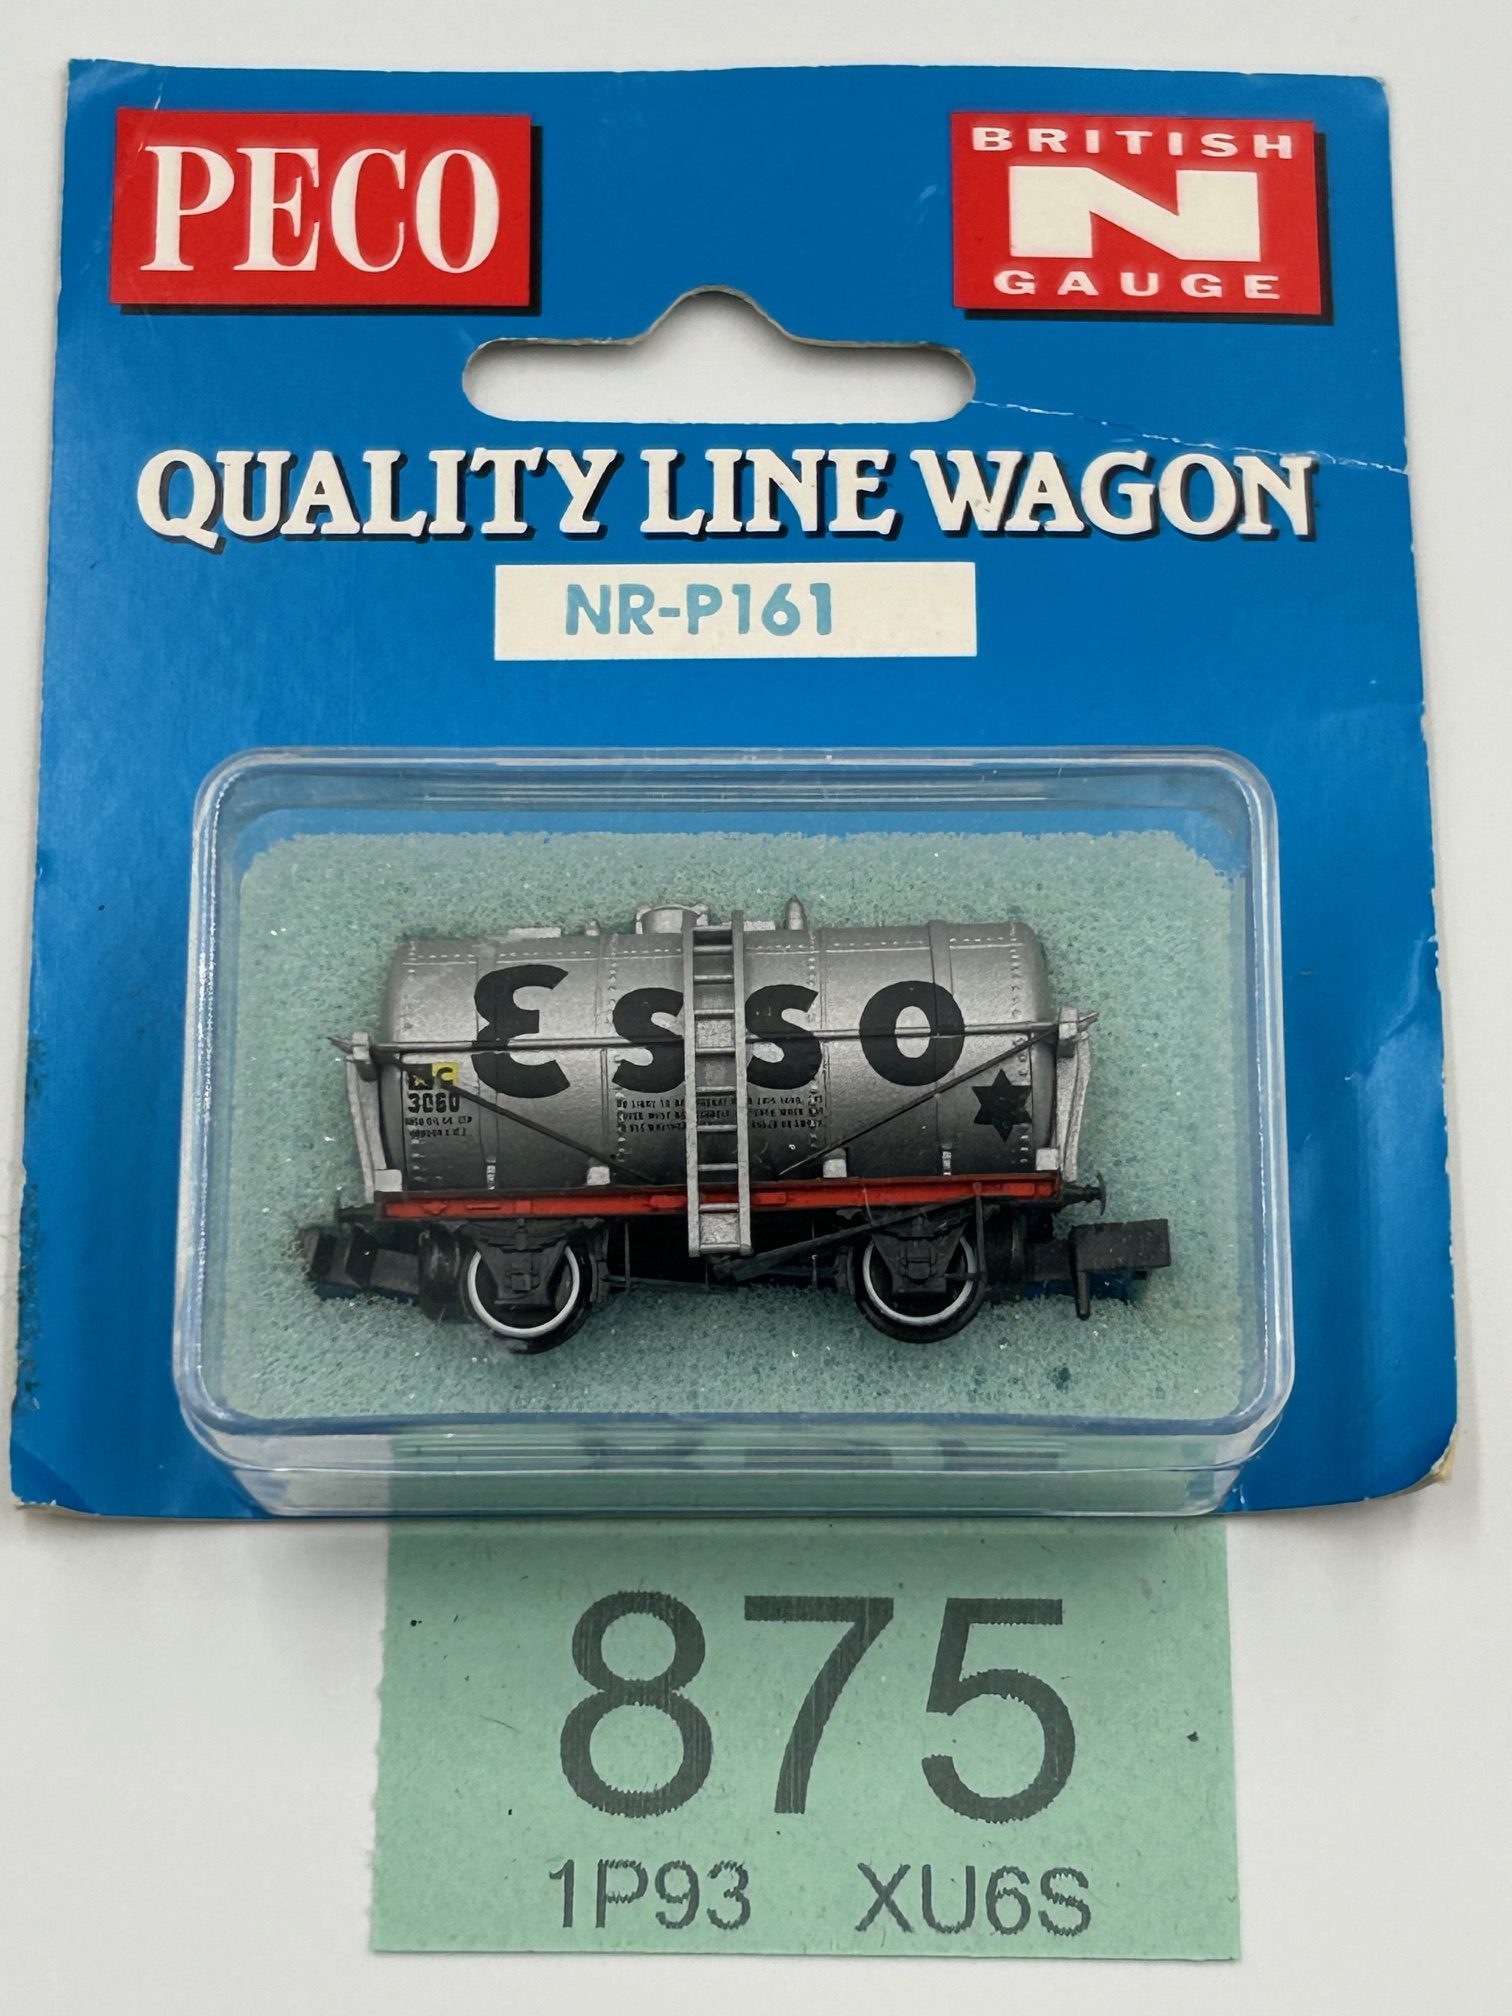 PECO
BRITISH
N
GAUGE
QUALITY LINE WAGON
NR-P161
Esso
3060
875
1P93 XU6S